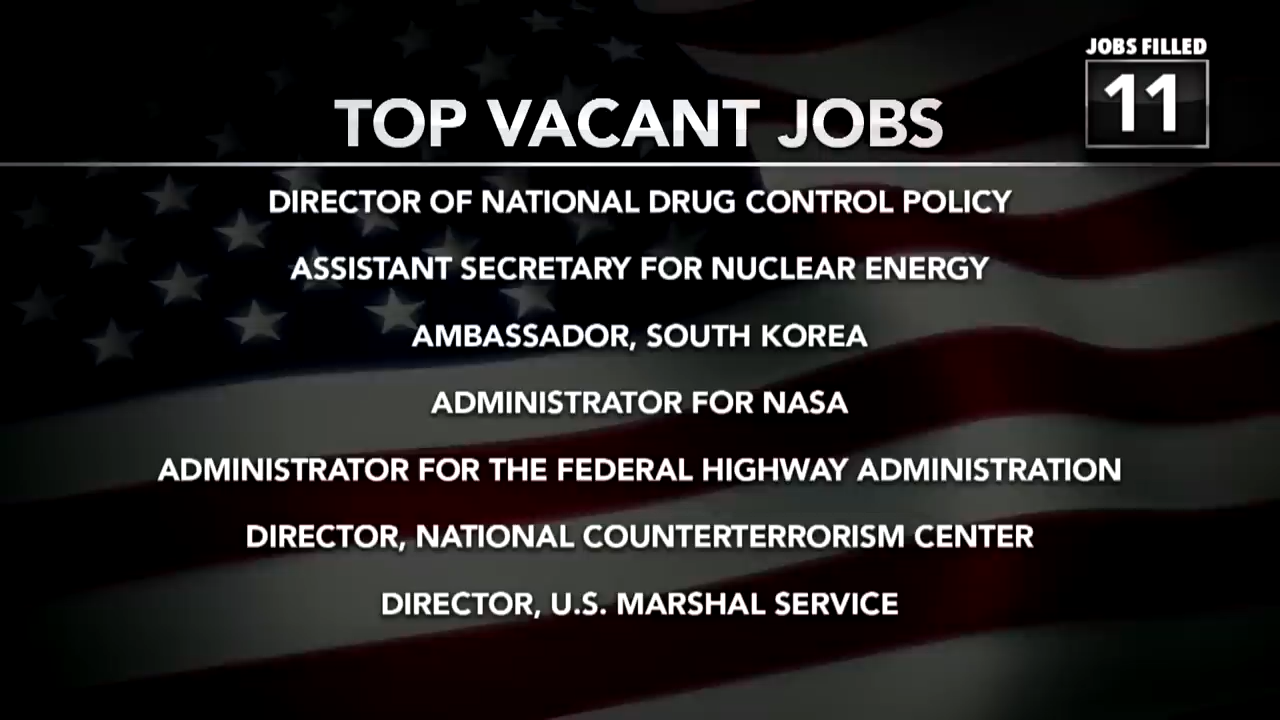 JOBS FILLED
11
TOP VACANT JOBS
DIRECTOR OF NATIONAL DRUG CONTROL POLICY
ASSISTANT SECRETARY FOR NUCLEAR ENERGY
AMBASSADOR, SOUTH KOREA
ADMINISTRATOR FOR NASA
ADMINISTRATOR FOR THE FEDERAL HIGHWAY ADMINISTRATION
DIRECTOR, NATIONAL COUNTERTERRORISM CENTER
DIRECTOR, U.S. MARSHAL SERVICE